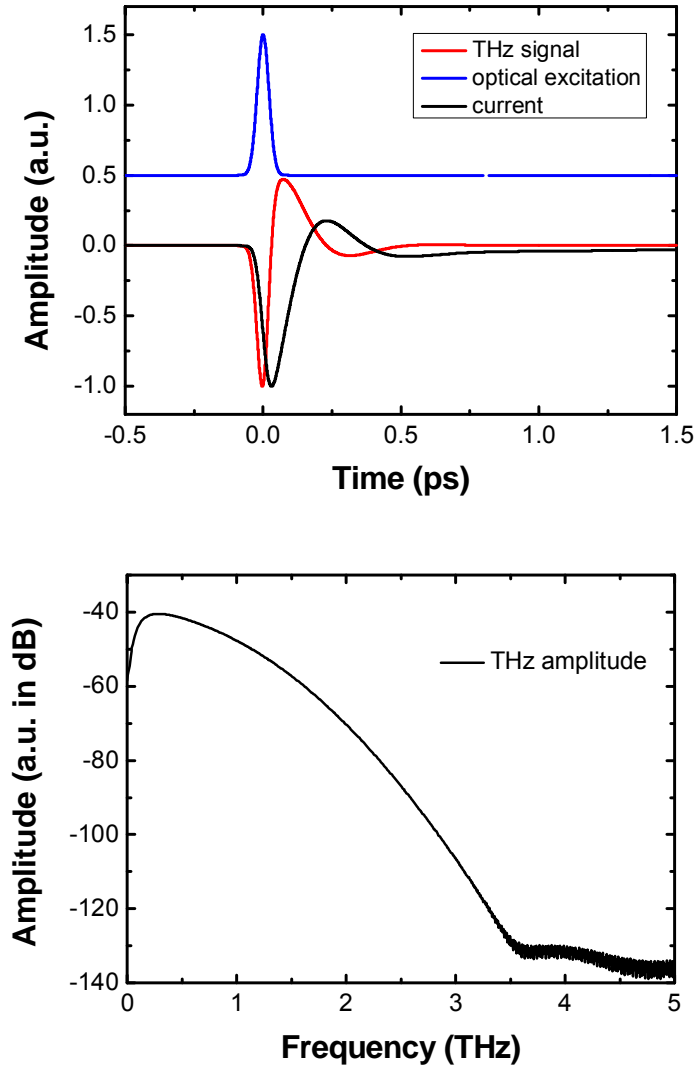 1.5
1.0
0.5
0.0
-0.5
-1.0
Amplitude (a.u.)
THz signal
optical excitation
current
-0.5 0.0 0.5 1.0 1.5
Time (ps)
-40
-60
-80
-100
-120
-140
Amplitude (a.u. in dB)
THz amplitude
0 1 2 3 4 5
Frequency (THz)